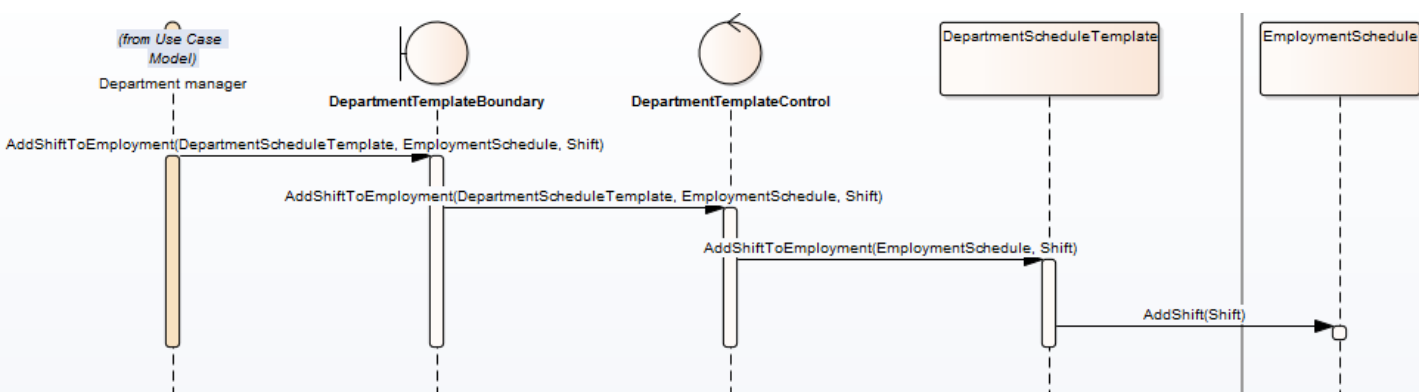 (from Use Case
Model)
Department manager
DepartmentTemplateBoundary
DepartmentTemplateControl
DepartmentScheduleTemplate
EmploymentSchedule
AddShiftToEmployment(DepartmentScheduleTemplate, EmploymentSchedule, Shift)
AddShiftToEmployment(DepartmentScheduleTemplate, EmploymentSchedule, Shift)
AddShiftToEmployment(EmploymentSchedule, Shift)
AddShift(Shift)